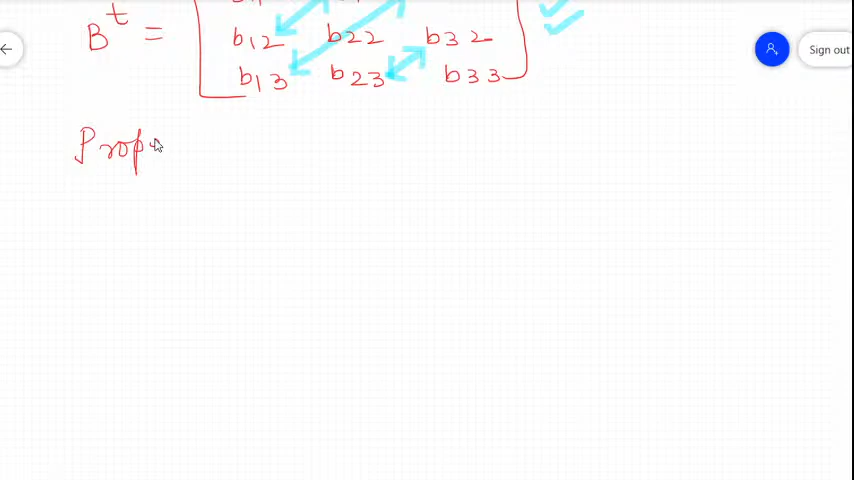 B^t =
b12 b22 b32
b13 b23 b33
Sign out
Prop